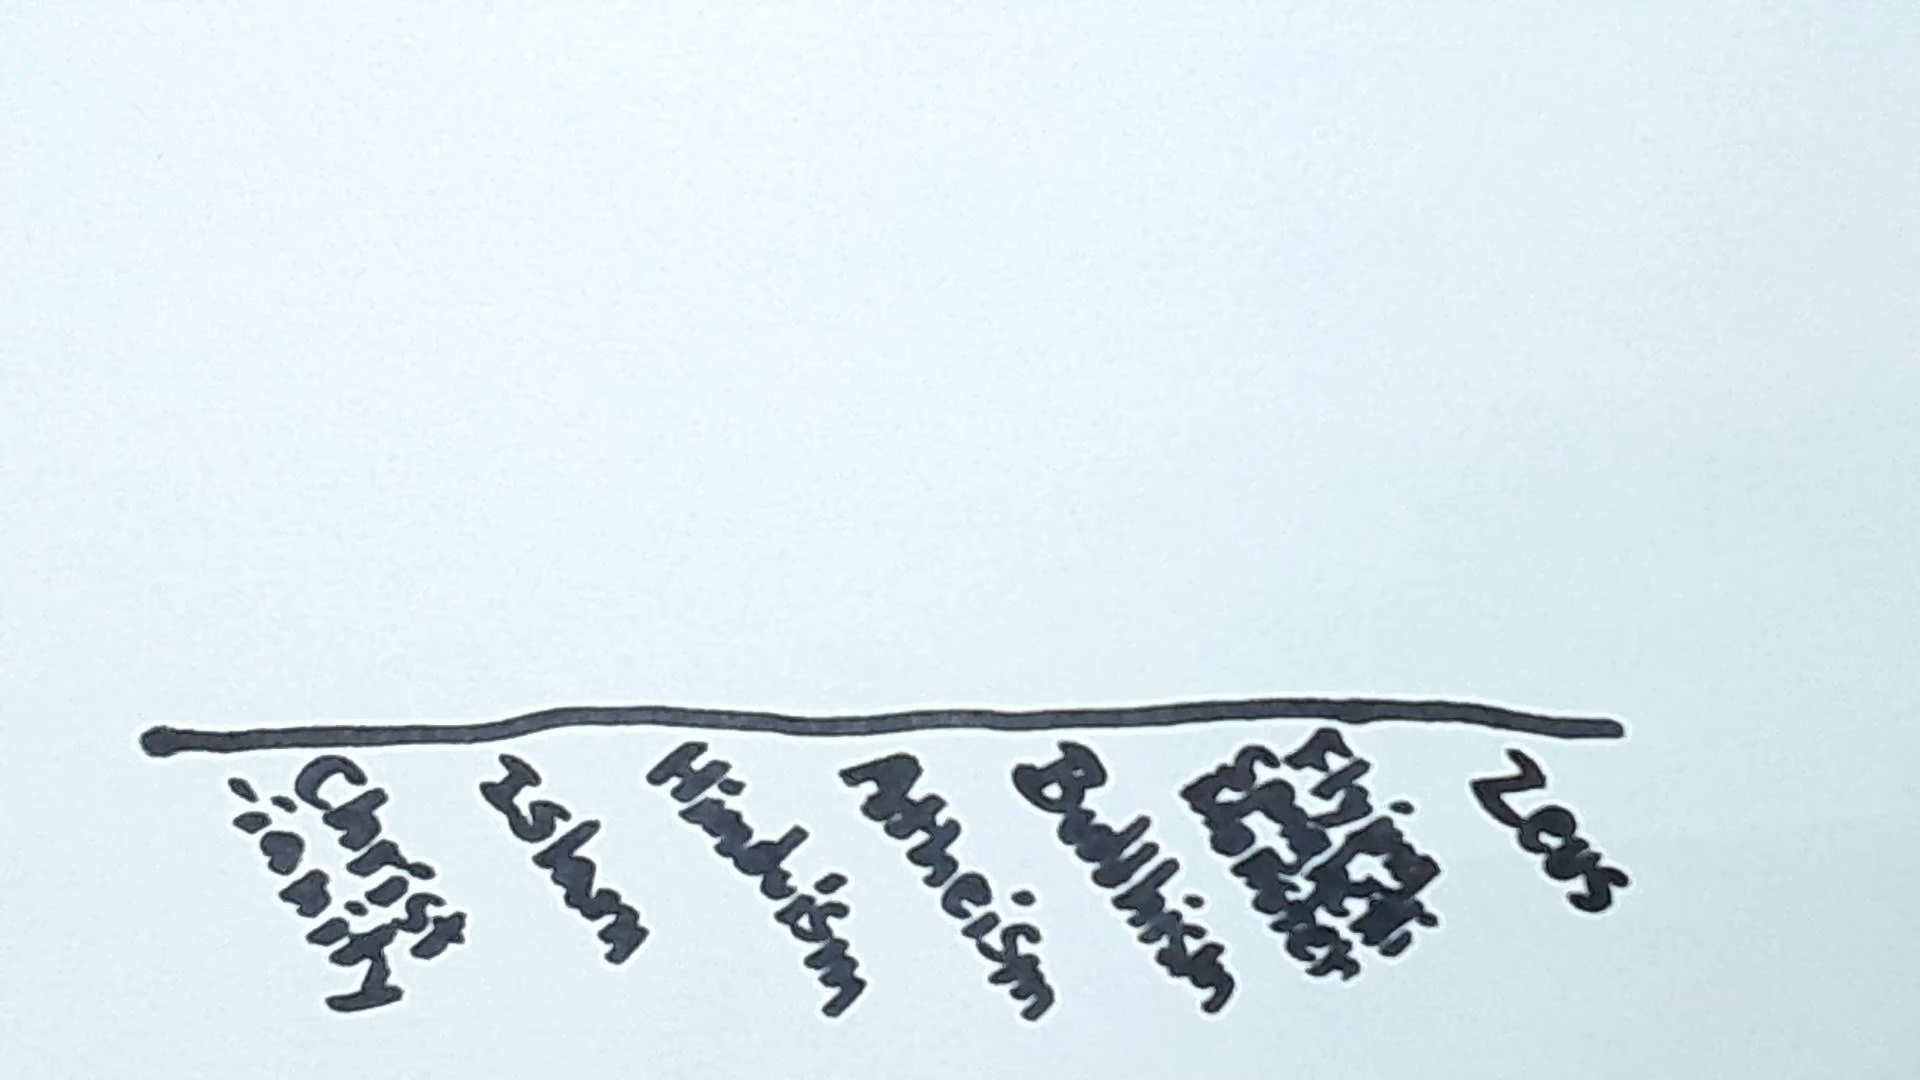 Christ
ianity
Islam
Hinduism
Atheism
Buddhism
Zeus